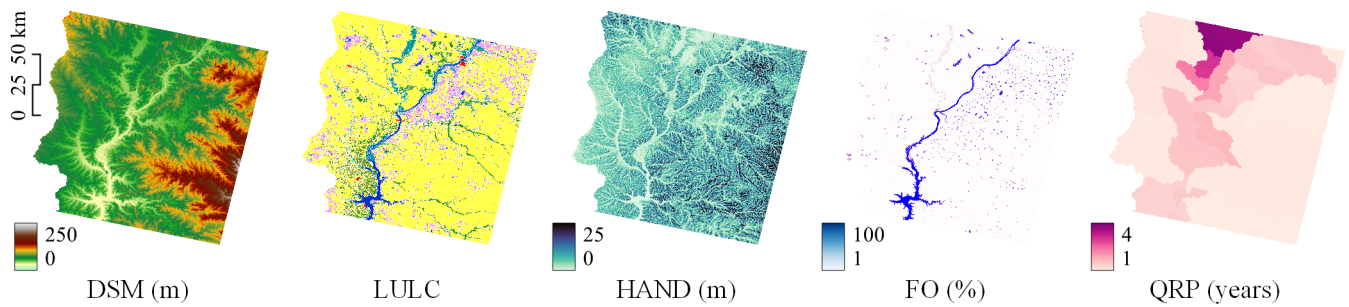 50 km
25
0
250
0
DSM (m)
LULC
25
0
HAND (m)
100
1
FO (%)
4
1
QRP (years)